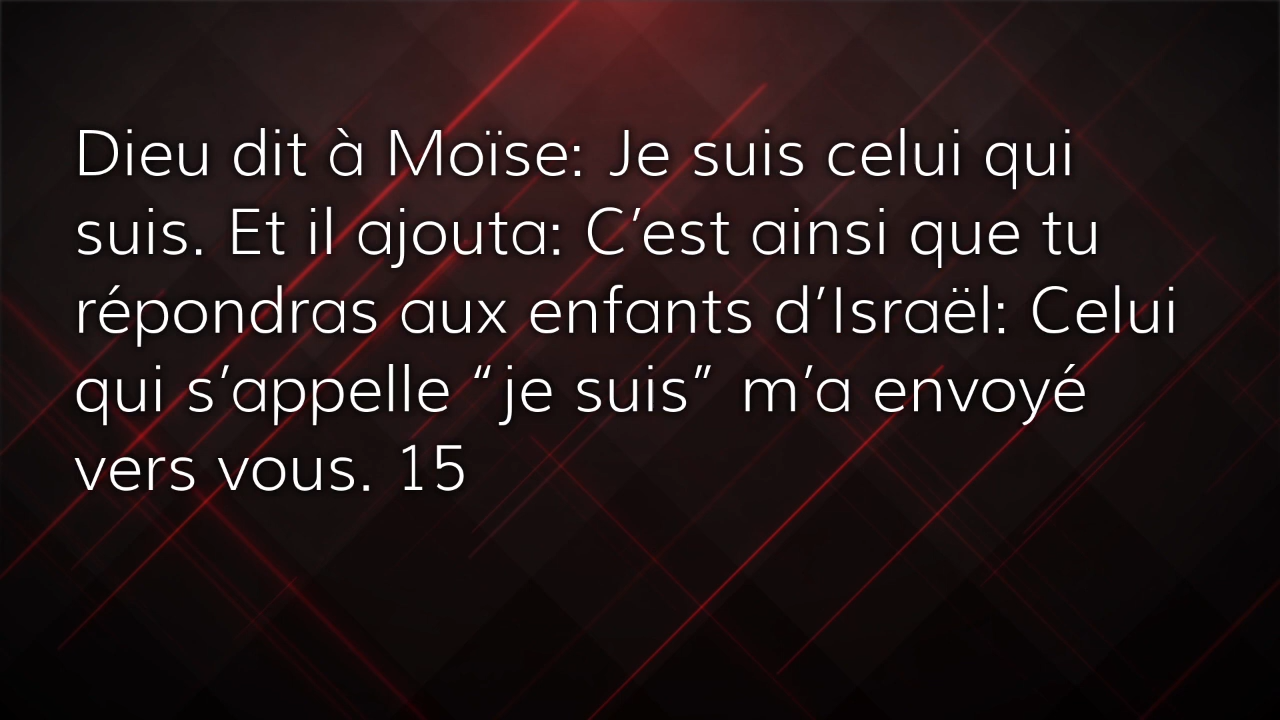 Dieu dit à Moïse: Je suis celui qui
suis. Et il ajouta: C’est ainsi que tu
répondras aux enfants d’Israël: Celui
qui s’appelle “je suis” m’a envoyé
vers vous. 15